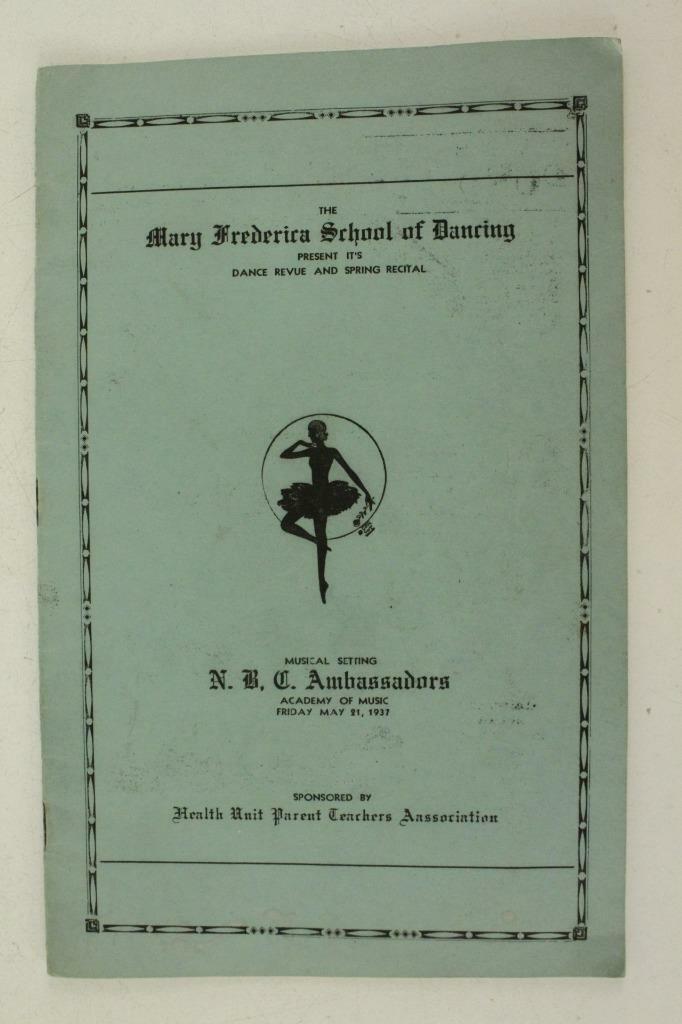 THE
Mary Frederica School of Dancing
PRESENT IT'S
DANCE REVUE AND SPRING RECITAL
MUSICAL SETTING
N. B. C. Ambassadors
ACADEMY OF MUSIC
FRIDAY MAY 21, 1937
SPONSORED BY
Health Unit Parent Teachers Aassociation